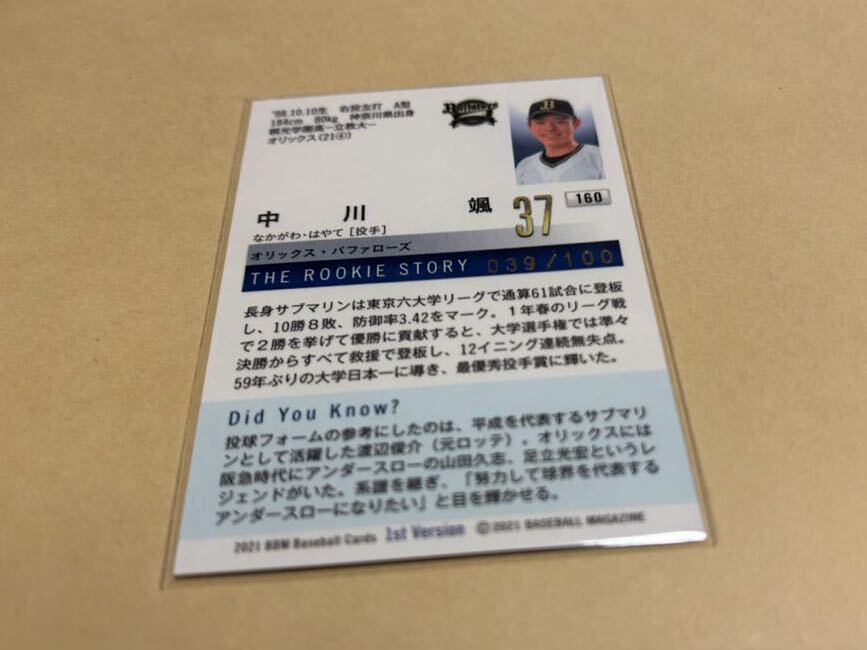 '98.10.10生 右投左打 A型
184cm 80kg 神奈川県出身
桐光学園高ー立教大ー
オリックス(21④)
Buffaloes
B
160
中川 颯 37
なかがわ・はやて [投手]
オリックス・バファローズ
THE ROOKIE STORY 039/100
長身サブマリンは東京六大学リーグで通算61試合に登板
し、10勝8敗、防御率3.42をマーク。1年春のリーグ戦
で2勝を挙げて優勝に貢献すると、大学選手権では準々
決勝からすべて救援で登板し、12イニング連続無失点。
59年ぶりの大学日本一に導き、最優秀投手賞に輝いた。
Did You Know?
投球フォームの参考にしたのは、平成を代表するサブマリ
ンとして活躍した渡辺俊介（元ロッテ）。オリックスには
阪急時代にアンダースローの山田久志、足立光宏というレ
ジェンドがいた。系譜を継ぎ、「努力して球界を代表する
アンダースローになりたい」と目を輝かせる。
2021 BBM Baseball Cards 1st Version ©2021 BASEBALL MAGAZINE